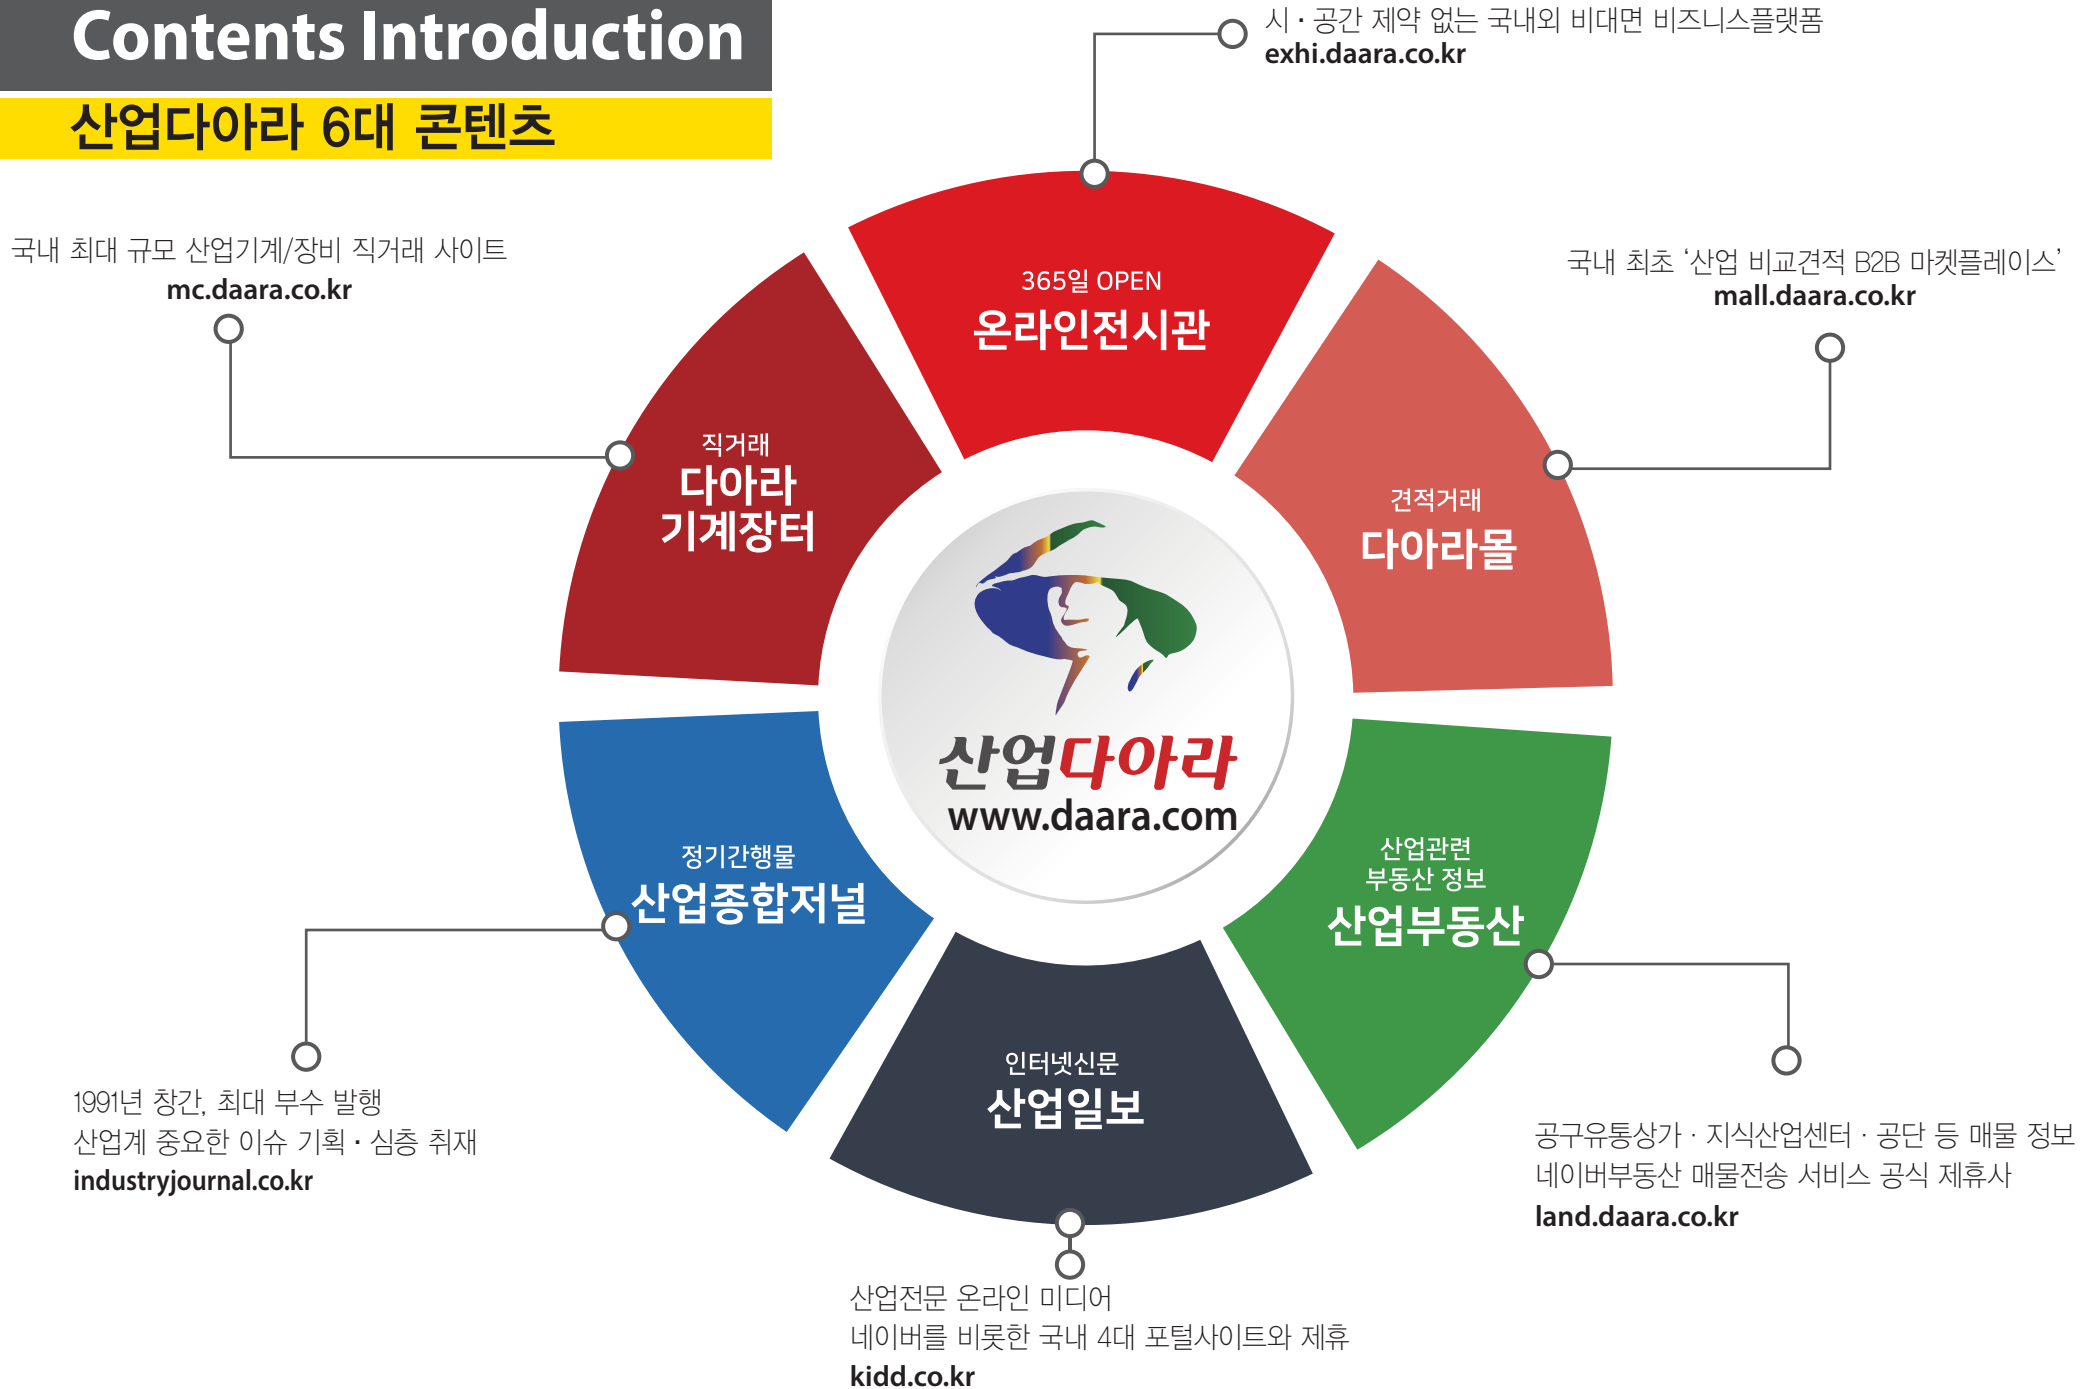 Contents Introduction
산업다아라 6대 콘텐츠
시·공간 제약 없는 국내외 비대면 비즈니스플랫폼
exhi.daara.co.kr
국내 최대 규모 산업기계/장비 직거래 사이트
mc.daara.co.kr
국내 최초 ‘산업 비교견적 B2B 마켓플레이스’
mall.daara.co.kr
365일 OPEN
온라인전시관
직거래
다아라
기계장터
견적거래
다아라몰
산업다아라
www.daara.com
정기간행물
산업종합저널
산업관련
부동산 정보
산업부동산
인터넷신문
산업일보
1991년 창간, 최대 부수 발행
산업계 중요한 이슈 기획·심층 취재
industryjournal.co.kr
공구유통상가 · 지식산업센터 · 공단 등 매물 정보
네이버부동산 매물전송 서비스 공식 제휴사
land.daara.co.kr
산업전문 온라인 미디어
네이버를 비롯한 국내 4대 포털사이트와 제휴
kidd.co.kr